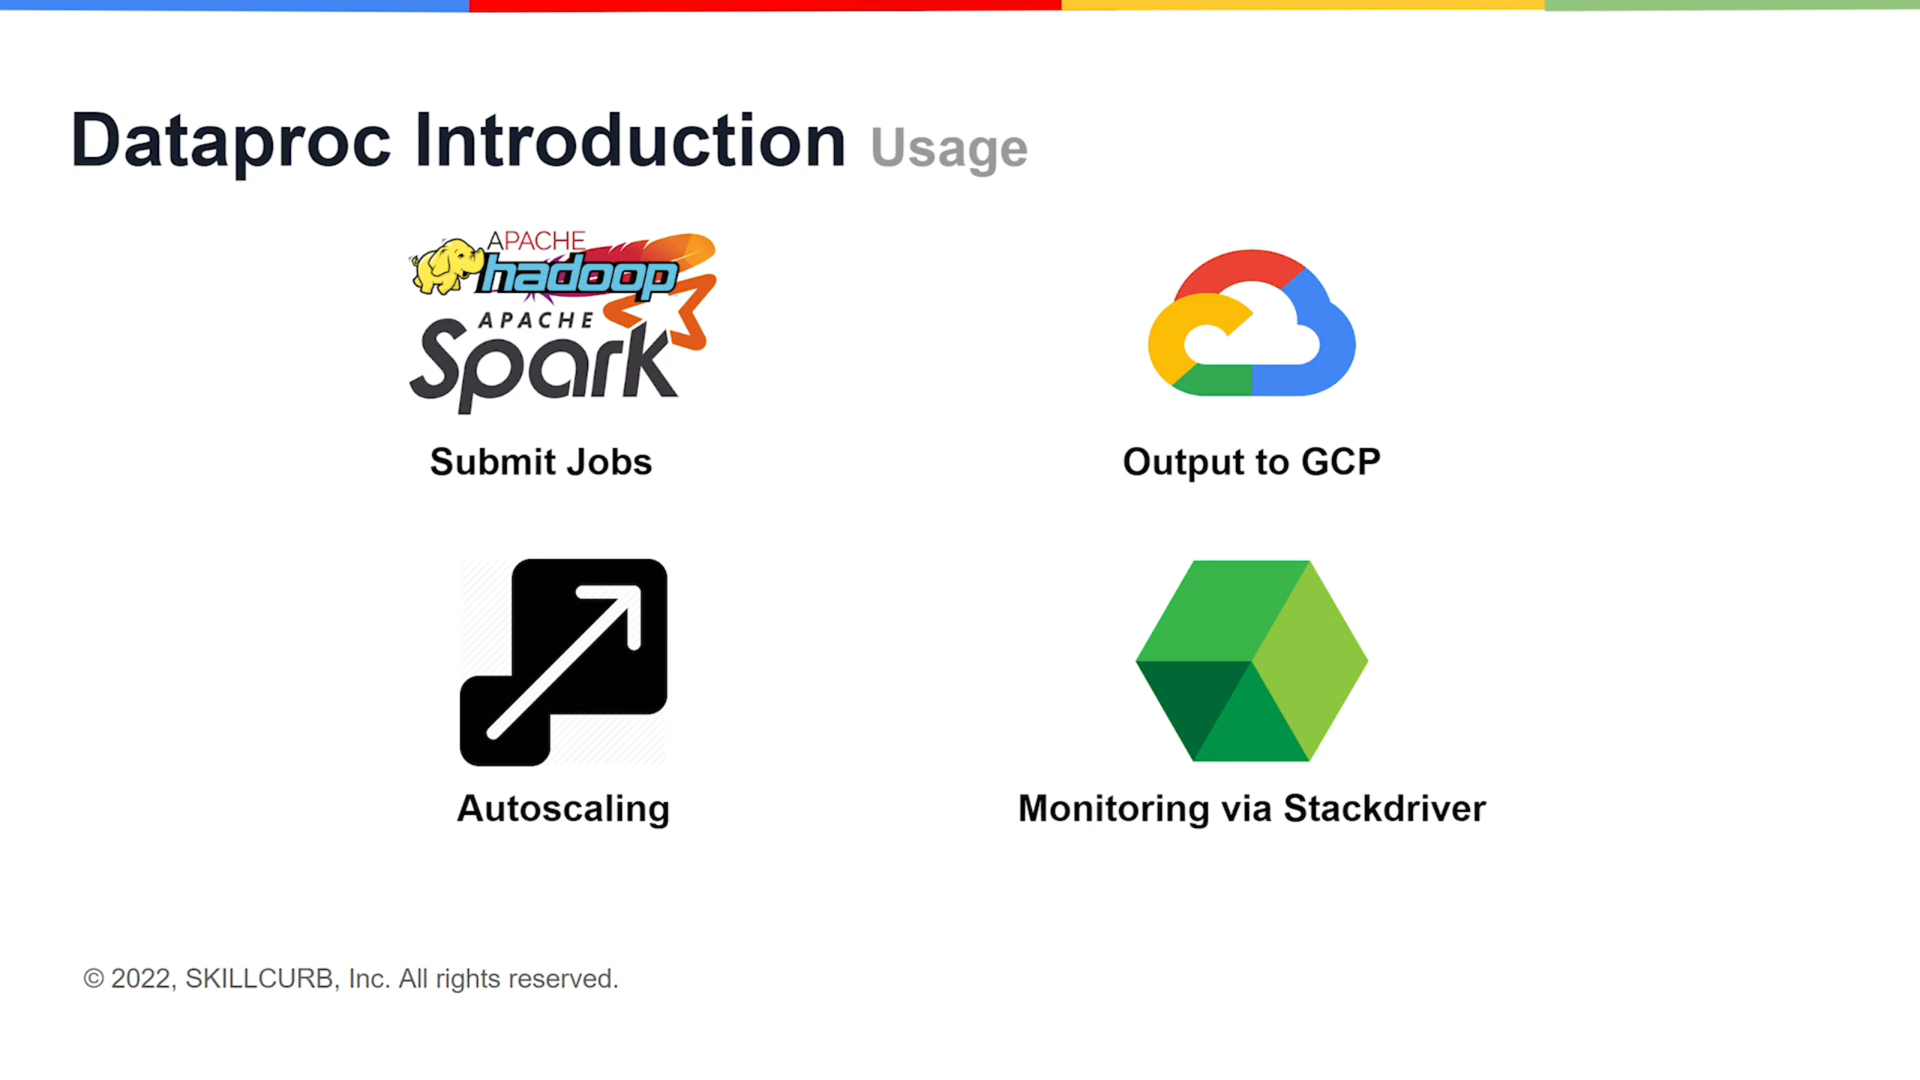 Dataproc Introduction Usage
APACHE
hadoop
APACHE
Spark
Submit Jobs
Output to GCP
Autoscaling
Monitoring via Stackdriver
© 2022, SKILLCURB, Inc. All rights reserved.